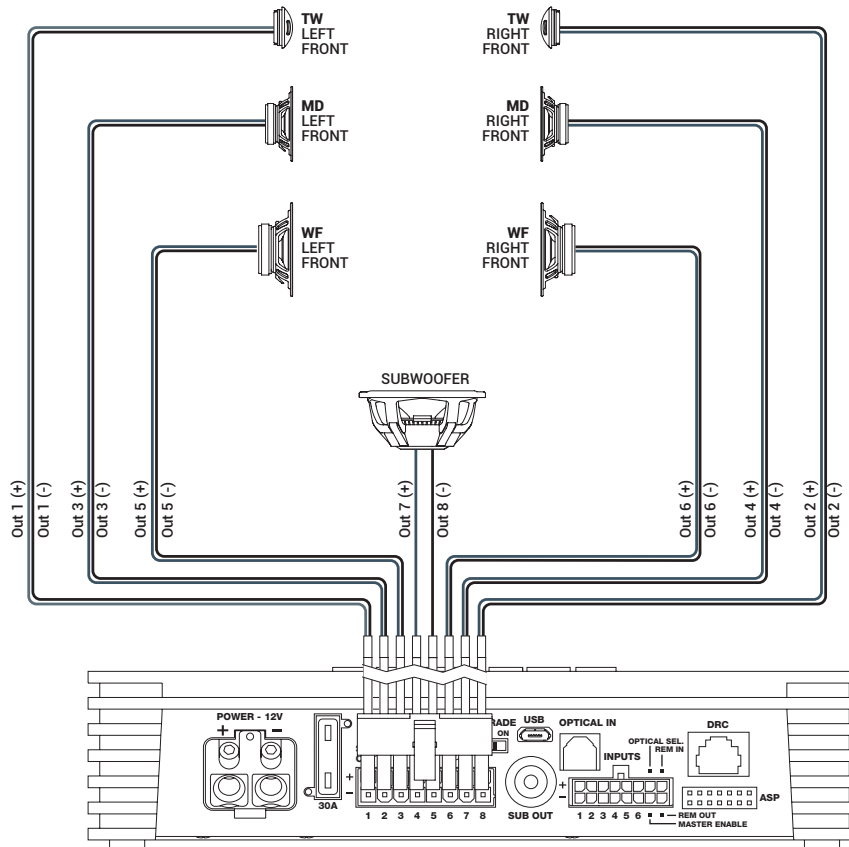 TW
LEFT
FRONT
TW
RIGHT
FRONT
MD
LEFT
FRONT
MD
RIGHT
FRONT
WF
LEFT
FRONT
WF
RIGHT
FRONT
SUBWOOFER
Out 1 (+)
Out 1 (-)
Out 3 (+)
Out 3 (-)
Out 5 (+)
Out 5 (-)
Out 7 (+)
Out 8 (-)
Out 6 (+)
Out 6 (-)
Out 4 (+)
Out 4 (-)
Out 2 (+)
Out 2 (-)
POWER - 12V
+ −
30A
+
−
1 2 3 4 5 6 7 8
ON
USB
SUB OUT
OPTICAL IN
INPUTS
OPTICAL SEL.
REM IN
+
−
1 2 3 4 5 6
REM OUT
MASTER ENABLE
DRC
ASP